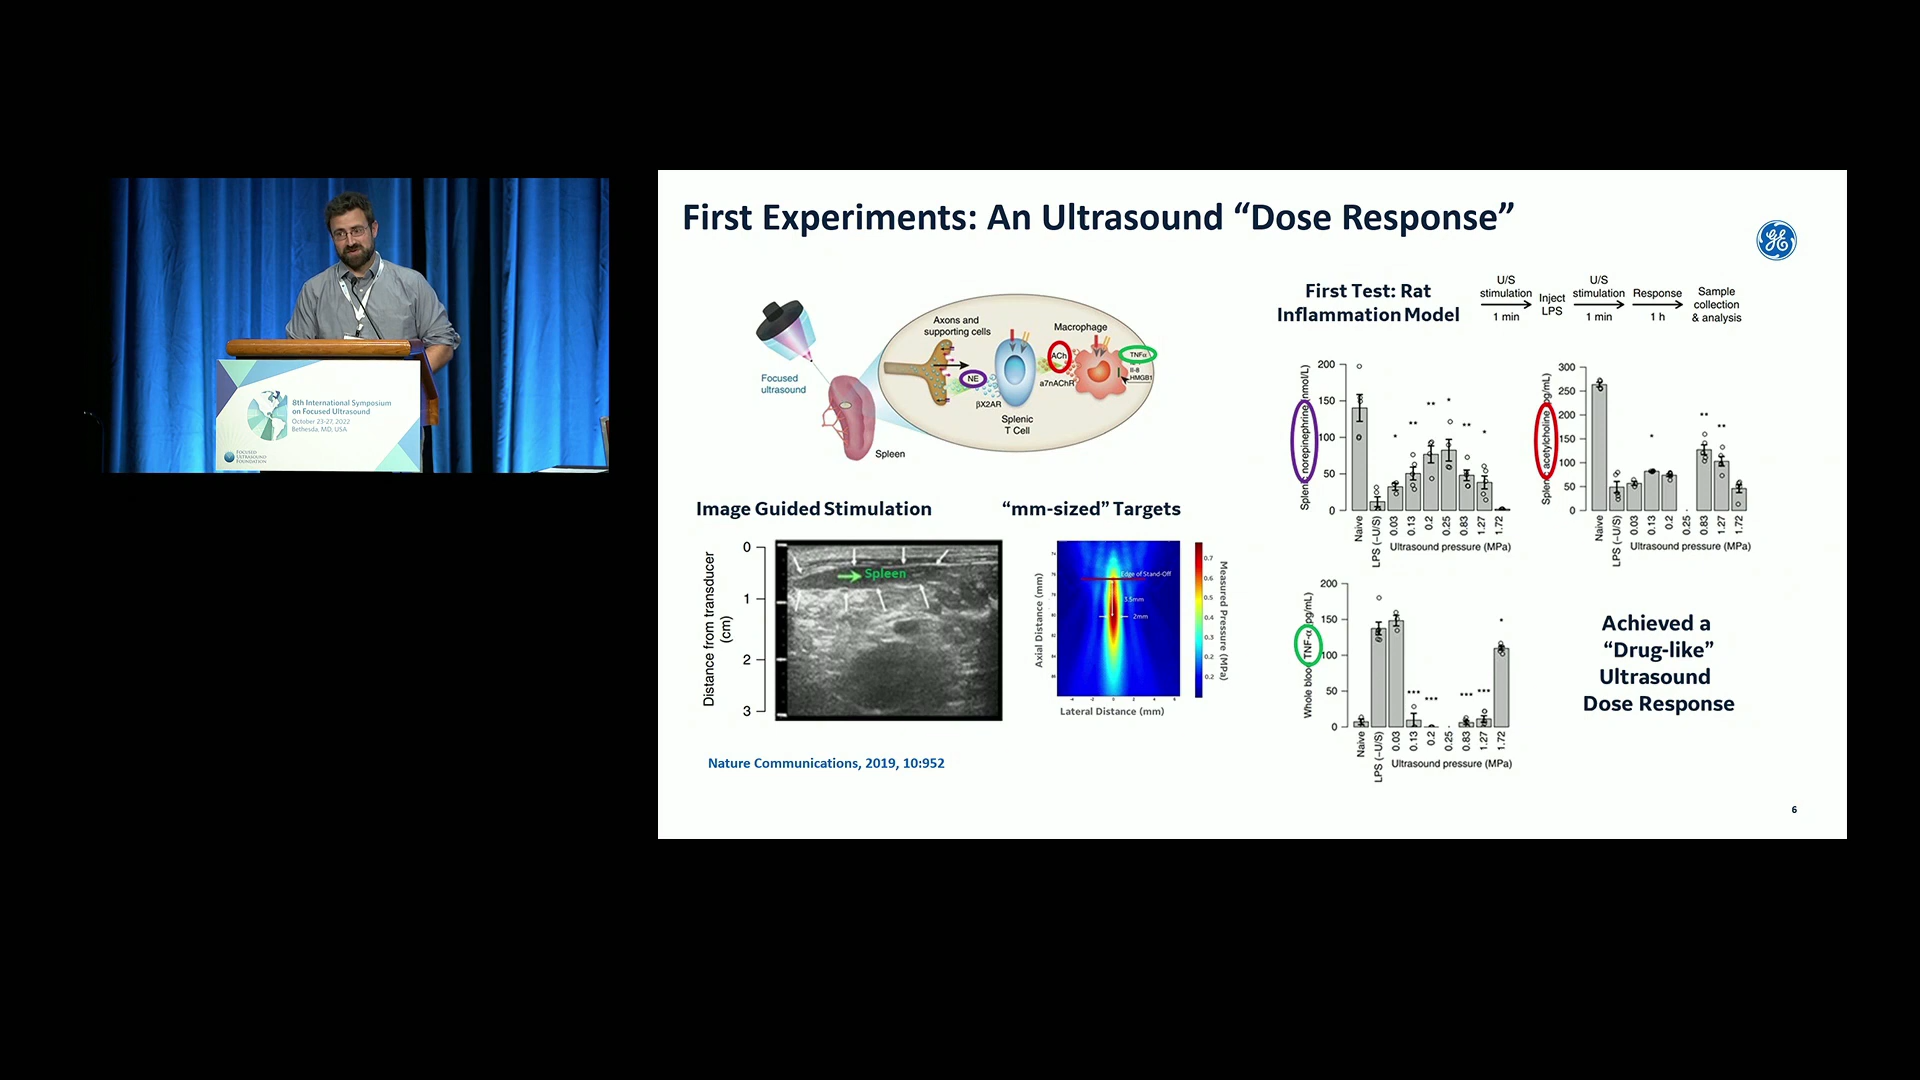 First Experiments: An Ultrasound “Dose Response”
GE
8th International Symposium
on Focused Ultrasound
October 23-27, 2022
Bethesda, MD, USA
FOCUSED
ULTRASOUND
FOUNDATION
Focused
ultrasound
Spleen
Axons and
supporting cells
NE
βX2AR
Splenic
T Cell
Macrophage
ACh
a7nAChR
TNFα
Il-8
HMGB1
First Test: Rat
Inflammation Model
U/S
stimulation
1 min
Inject
LPS
U/S
stimulation
1 min
Response
1 h
Sample
collection
& analysis
Splenic norepinephrine (nmol/L)
200
150
100
50
0
* ** ** * ** *
Naive
LPS (–U/S)
0.03
0.13
0.2
0.25
0.83
1.27
1.72
Ultrasound pressure (MPa)
Splenic acetylcholine (pg/mL)
300
250
200
150
100
50
0
* ** **
Naive
LPS (–U/S)
0.03
0.13
0.2
0.25
0.83
1.27
1.72
Ultrasound pressure (MPa)
Image Guided Stimulation
Distance from transducer
(cm)
0
1
2
3
Spleen
“mm-sized” Targets
Axial Distance (mm)
Edge of Stand-Off
3.5mm
2mm
Lateral Distance (mm)
0.7
0.6
0.5
0.4
0.3
0.2
0.2
Measured Pressure (MPa)
Whole blood TNF-α (pg/mL)
200
150
100
50
0
*** *** *** *** *
Naive
LPS (–U/S)
0.03
0.13
0.2
0.25
0.83
1.27
1.72
Ultrasound pressure (MPa)
Achieved a
“Drug-like”
Ultrasound
Dose Response
Nature Communications, 2019, 10:952
6